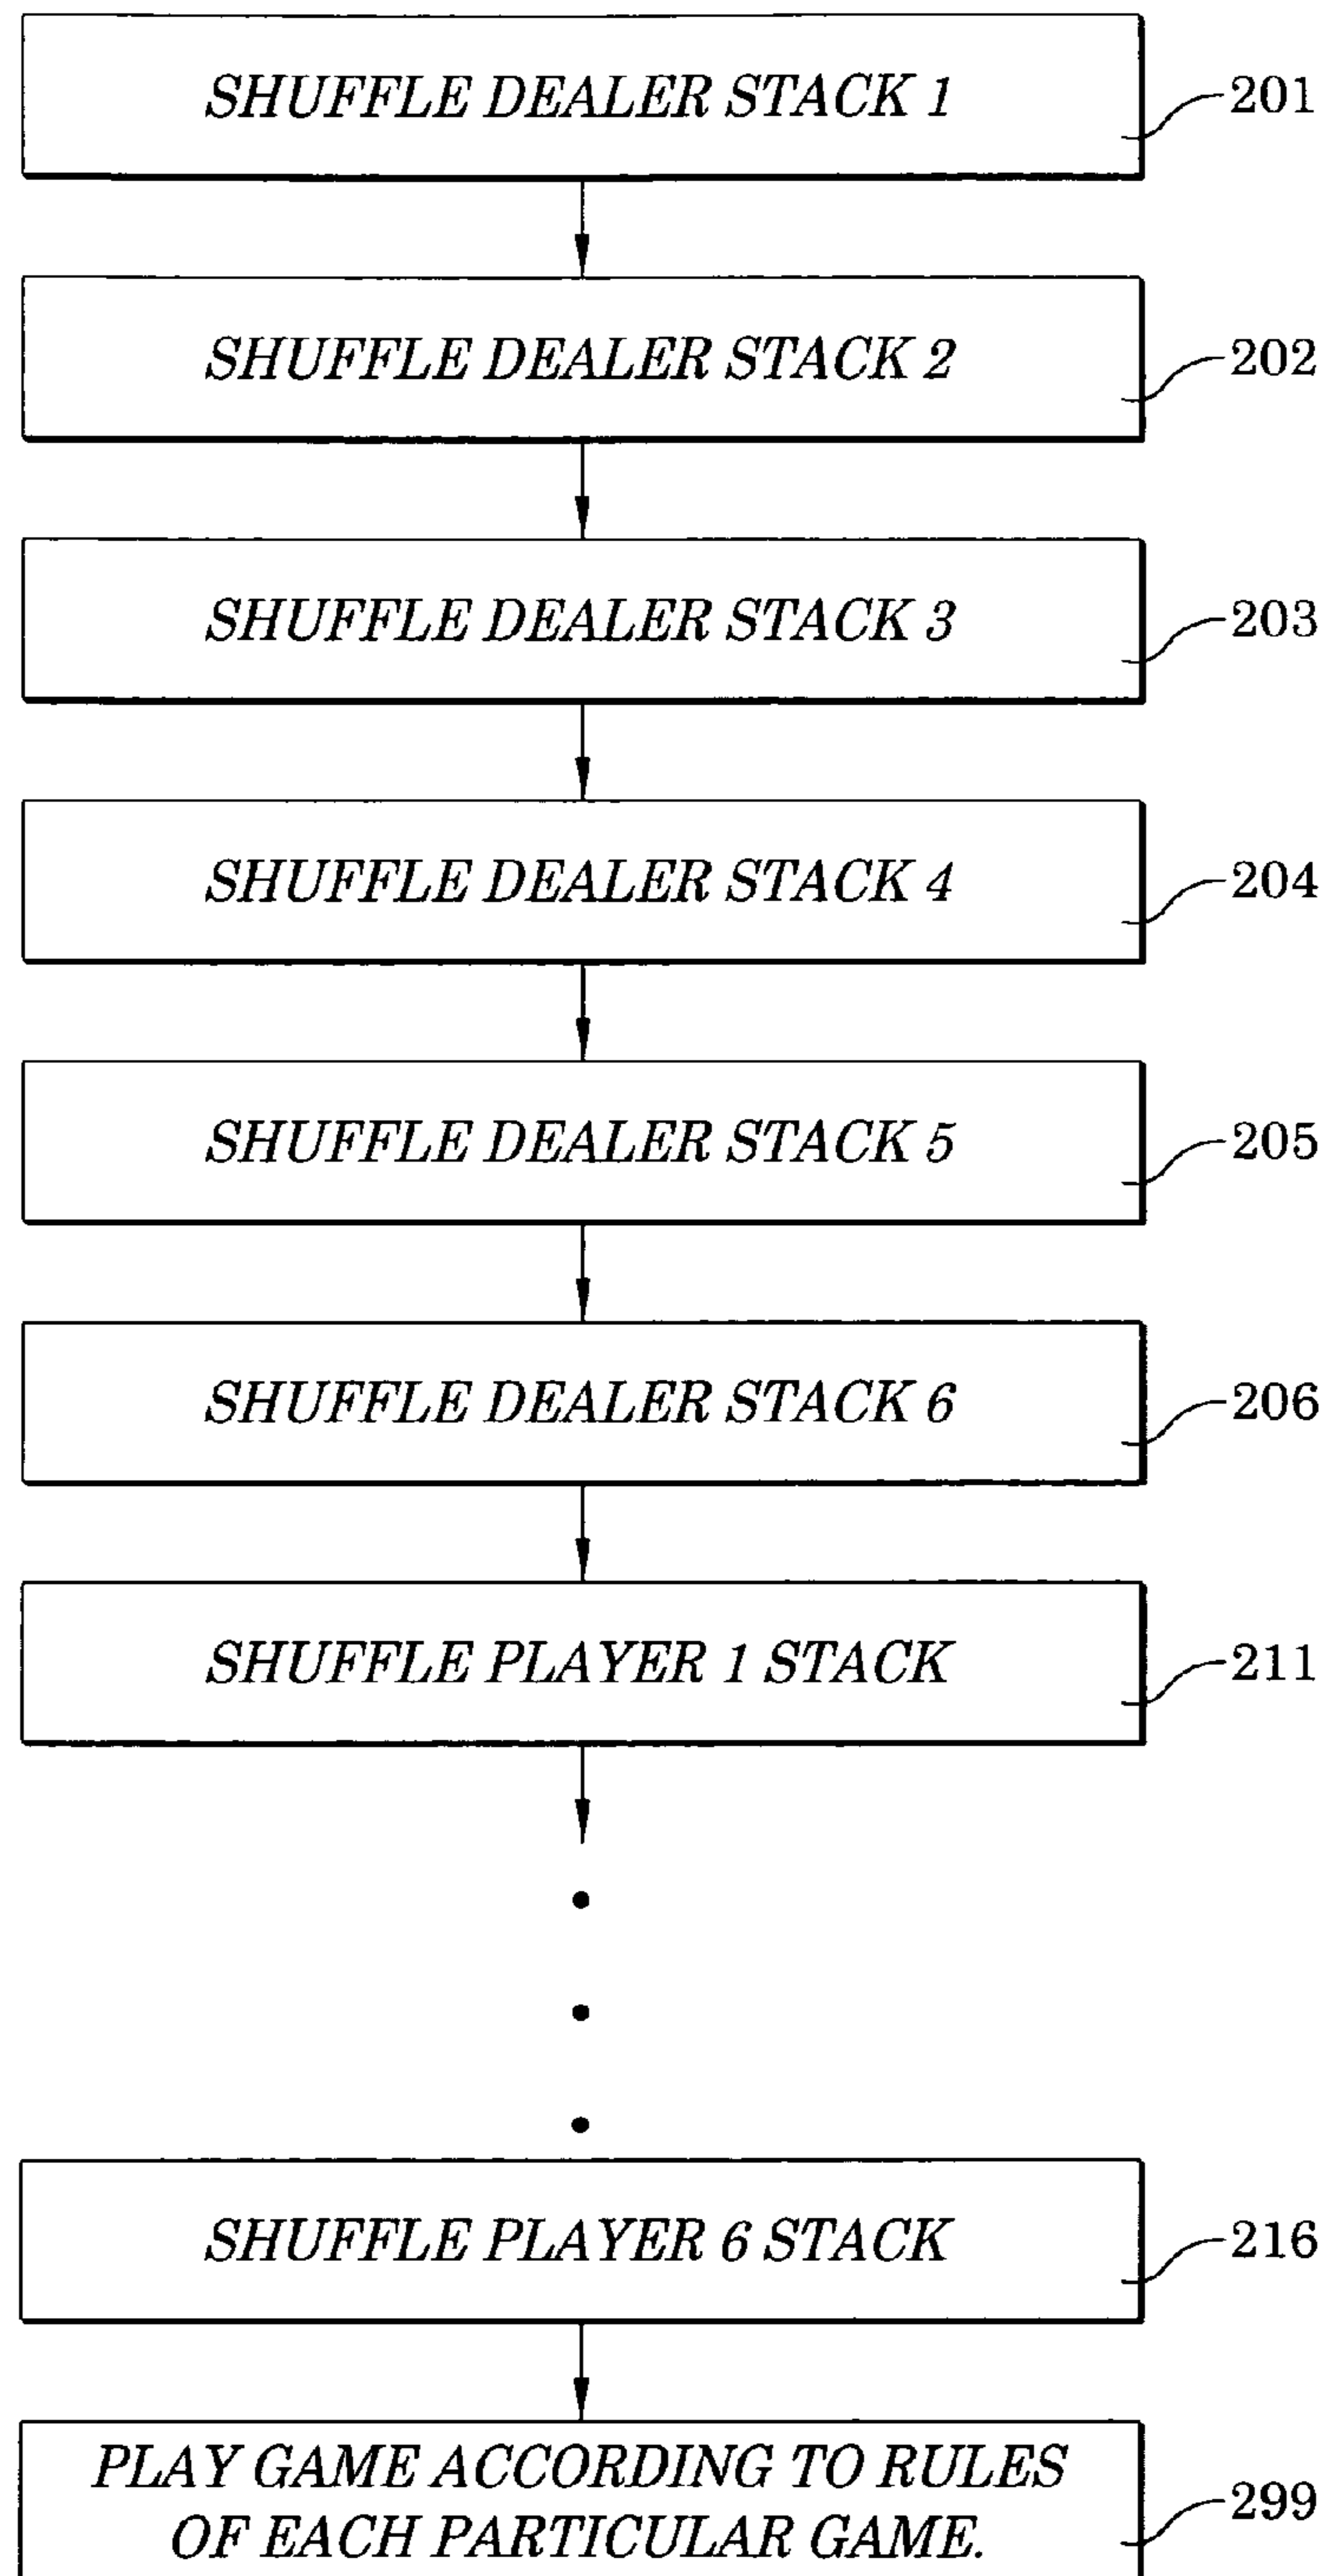 SHUFFLE DEALER STACK 1
201
SHUFFLE DEALER STACK 2
202
SHUFFLE DEALER STACK 3
203
SHUFFLE DEALER STACK 4
204
SHUFFLE DEALER STACK 5
205
SHUFFLE DEALER STACK 6
206
SHUFFLE PLAYER 1 STACK
211
SHUFFLE PLAYER 6 STACK
216
PLAY GAME ACCORDING TO RULES
OF EACH PARTICULAR GAME.
299